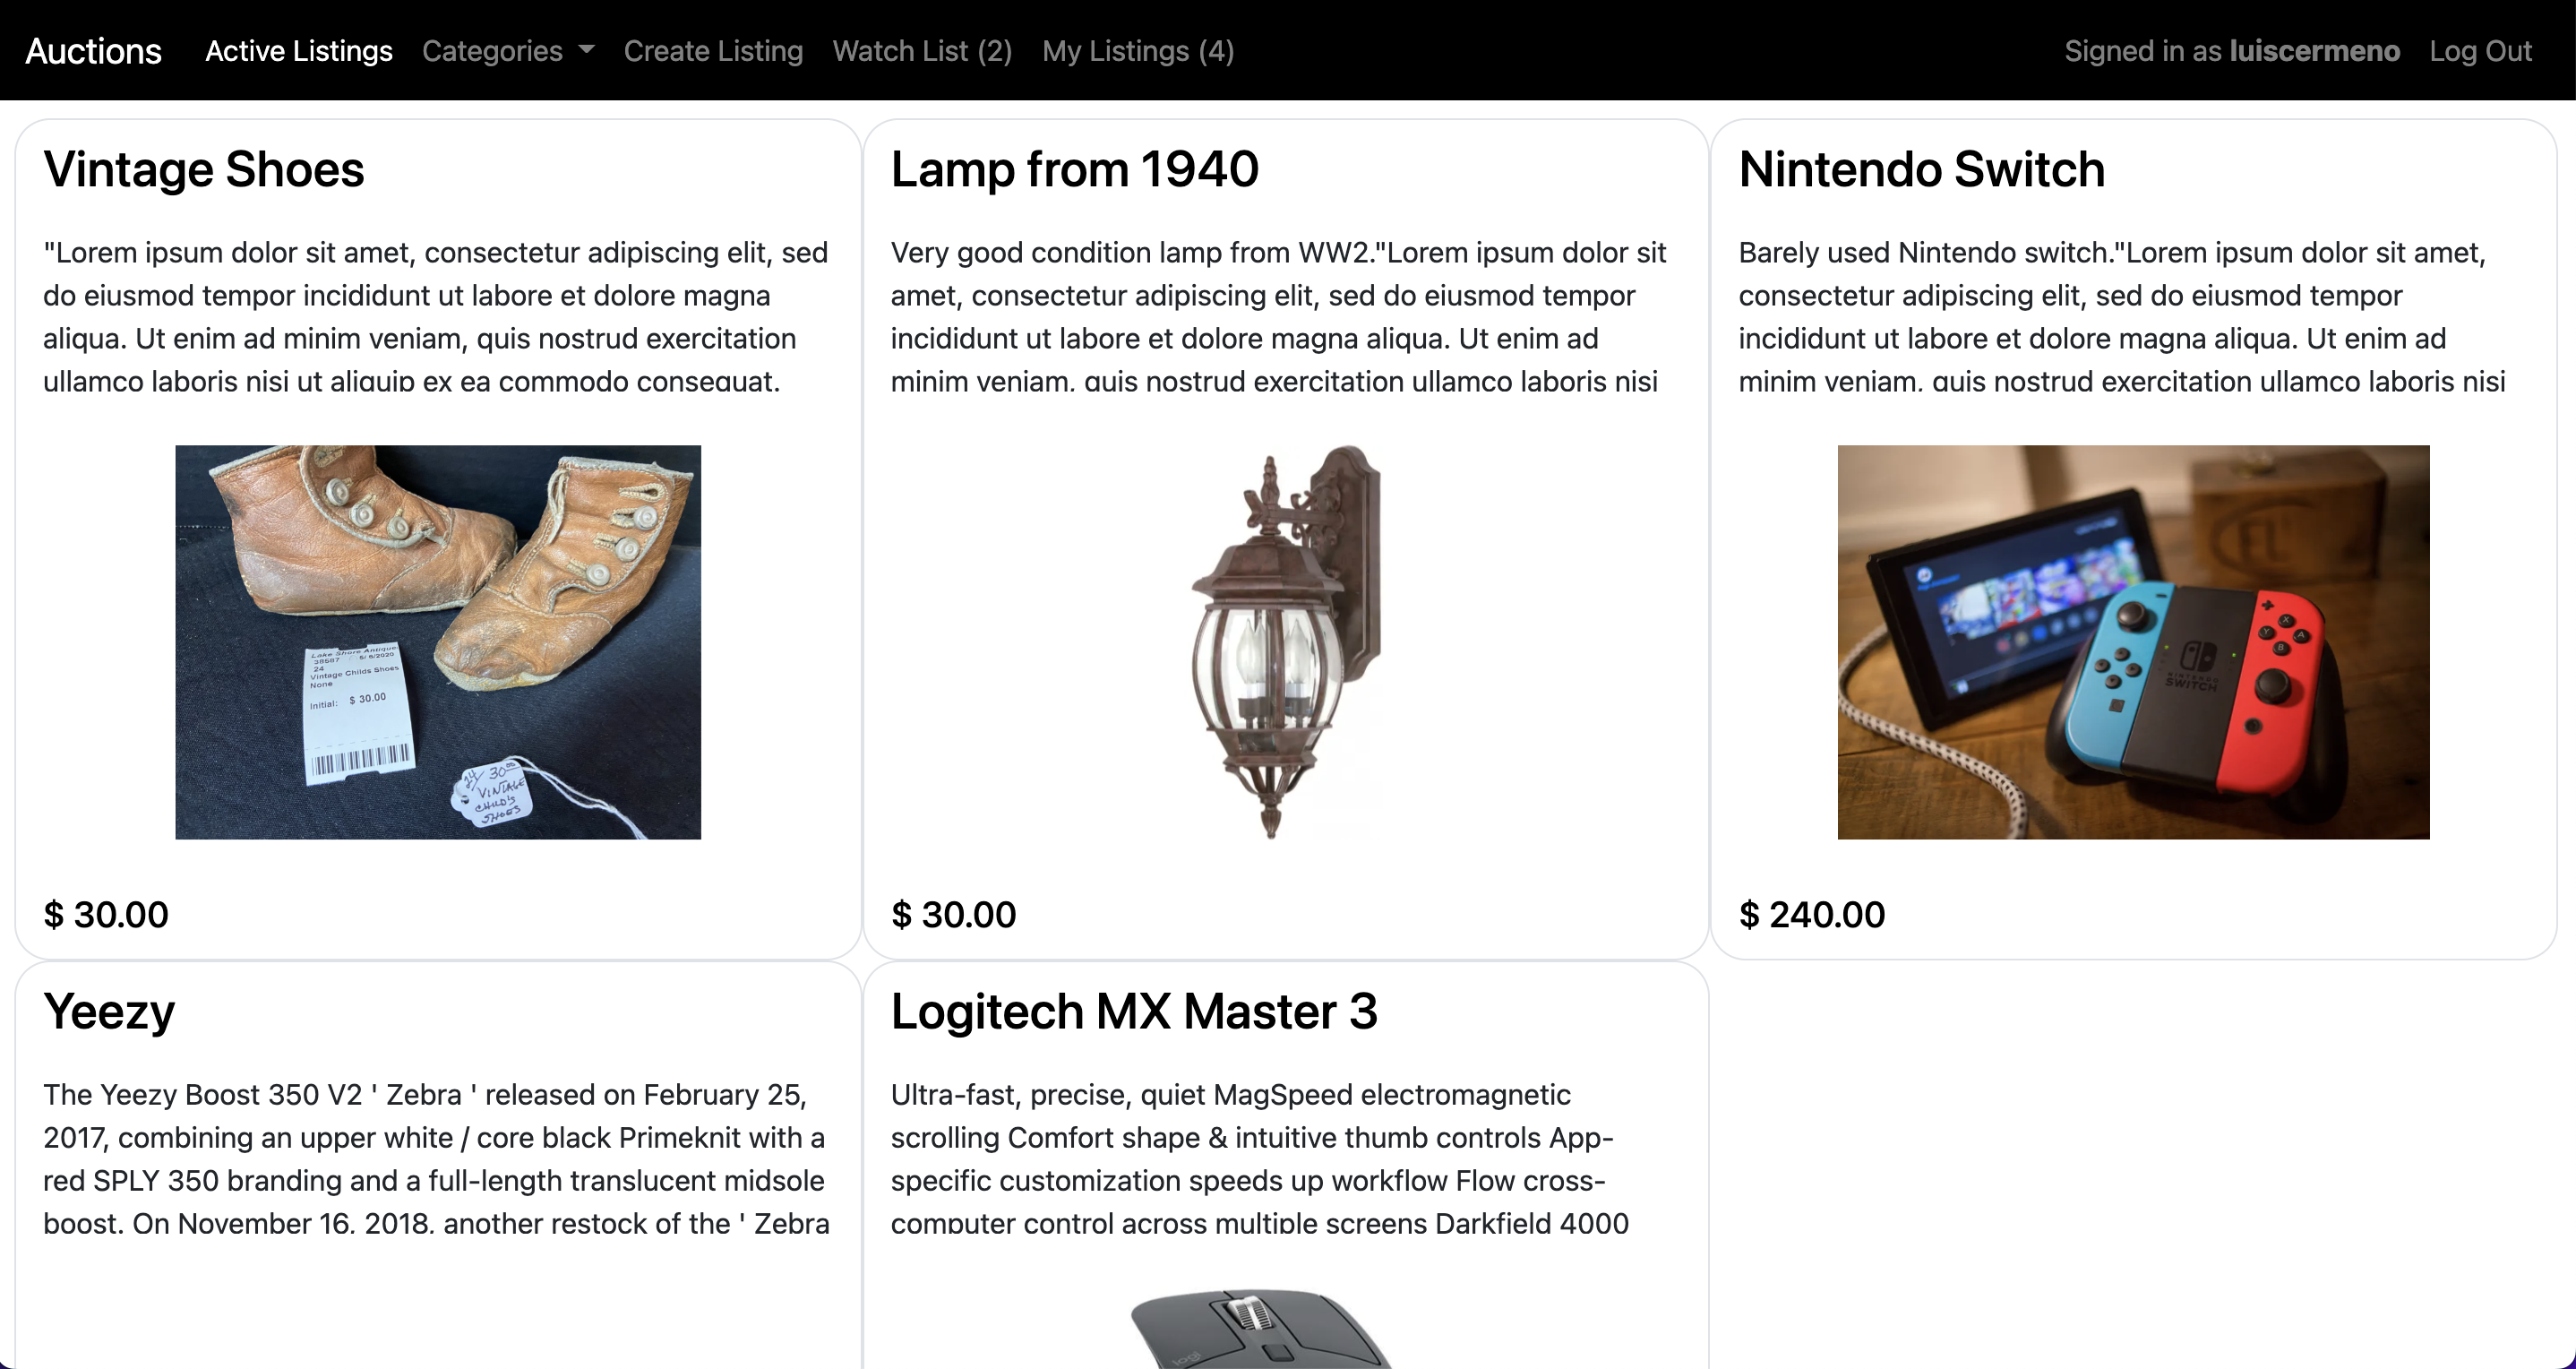 Auctions Active Listings Categories Create Listing Watch List (2) My Listings (4) Signed in as luiscermeno Log Out
Vintage Shoes
"Lorem ipsum dolor sit amet, consectetur adipiscing elit, sed
do eiusmod tempor incididunt ut labore et dolore magna
aliqua. Ut enim ad minim veniam, quis nostrud exercitation
ullamco laboris nisi ut aliquip ex ea commodo consequat.
Lake Shore Antique
38587 5/ 6/2020
24
Vintage Childs Shoes
None
Initial: $ 30.00
24/ 30.00
VINTAGE
CHILD'S
SHOES
$ 30.00
Lamp from 1940
Very good condition lamp from WW2."Lorem ipsum dolor sit
amet, consectetur adipiscing elit, sed do eiusmod tempor
incididunt ut labore et dolore magna aliqua. Ut enim ad
minim veniam, quis nostrud exercitation ullamco laboris nisi
$ 30.00
Nintendo Switch
Barely used Nintendo switch."Lorem ipsum dolor sit amet,
consectetur adipiscing elit, sed do eiusmod tempor
incididunt ut labore et dolore magna aliqua. Ut enim ad
minim veniam, quis nostrud exercitation ullamco laboris nisi
EL
X
Y A
B
NINTENDO
SWITCH
$ 240.00
Yeezy
The Yeezy Boost 350 V2 ' Zebra ' released on February 25,
2017, combining an upper white / core black Primeknit with a
red SPLY 350 branding and a full-length translucent midsole
boost. On November 16, 2018, another restock of the ' Zebra
Logitech MX Master 3
Ultra-fast, precise, quiet MagSpeed electromagnetic
scrolling Comfort shape & intuitive thumb controls App-
specific customization speeds up workflow Flow cross-
computer control across multiple screens Darkfield 4000
logi